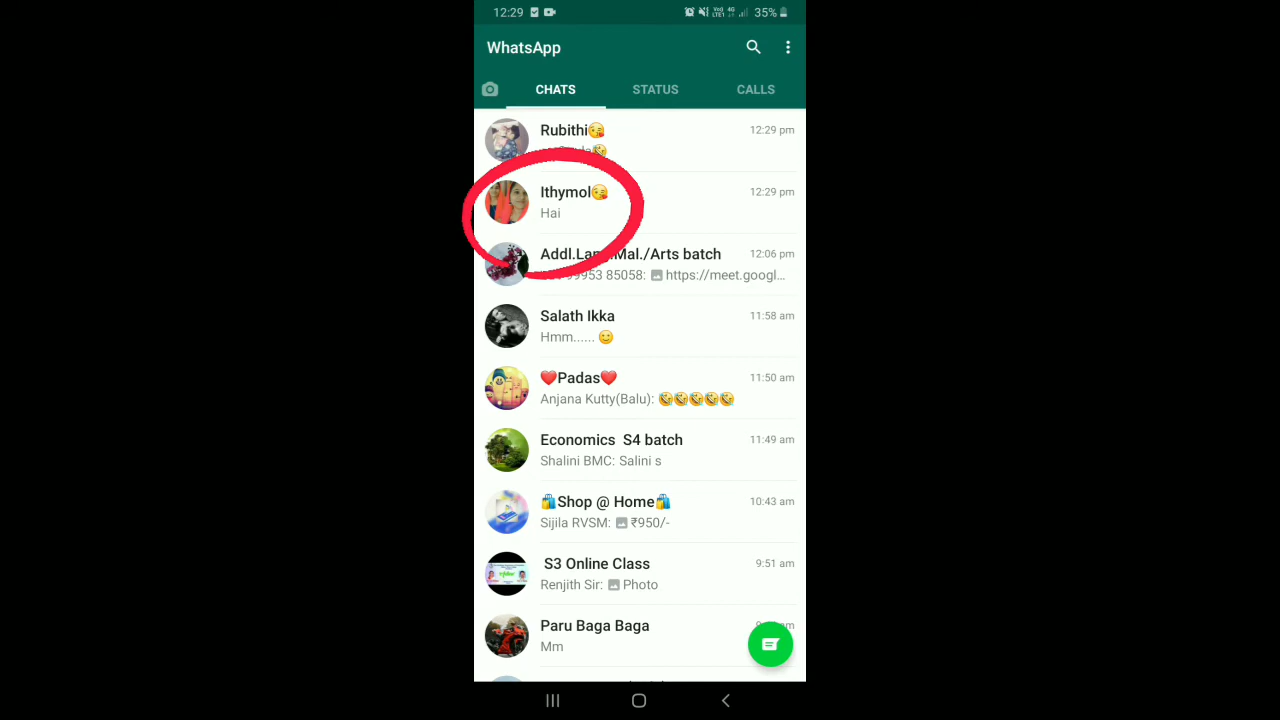 12:29 35%
WhatsApp
CHATS STATUS CALLS
Rubithi😘 12:29 pm
🤣
Ithymol😘 12:29 pm
Hai
Addl.Lang.Mal./Arts batch 12:06 pm
99953 85058: https://meet.googl...
Salath Ikka 11:58 am
Hmm...... 🙂
❤️Padas❤️ 11:50 am
Anjana Kutty(Balu): 🤣🤣🤣🤣🤣
Economics S4 batch 11:49 am
Shalini BMC: Salini s
🛍️Shop @ Home🛍️ 10:43 am
Sijila RVSM: ₹950/-
S3 Online Class 9:51 am
Renjith Sir: Photo
Paru Baga Baga
Mm